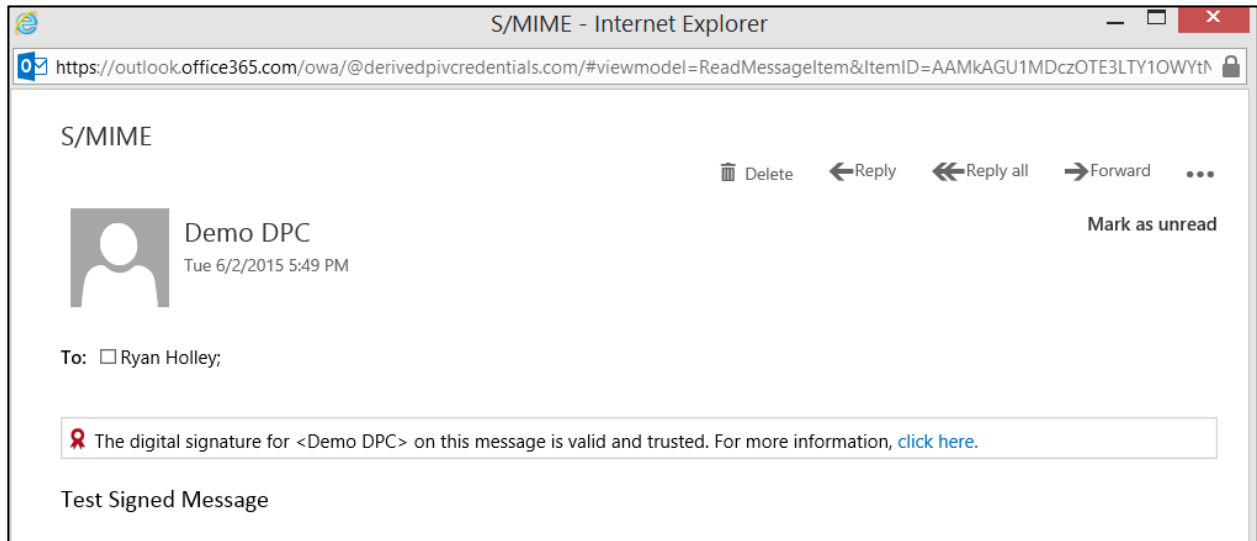 S/MIME - Internet Explorer
https://outlook.office365.com/owa/@derivedpivcredentials.com/#viewmodel=ReadMessageItem&ItemID=AAMkAGU1MDczOTE3LTY1OWYtN
S/MIME
Delete Reply Reply all Forward •••
Demo DPC Mark as unread
Tue 6/2/2015 5:49 PM
To: Ryan Holley;
The digital signature for <Demo DPC> on this message is valid and trusted. For more information, click here.
Test Signed Message